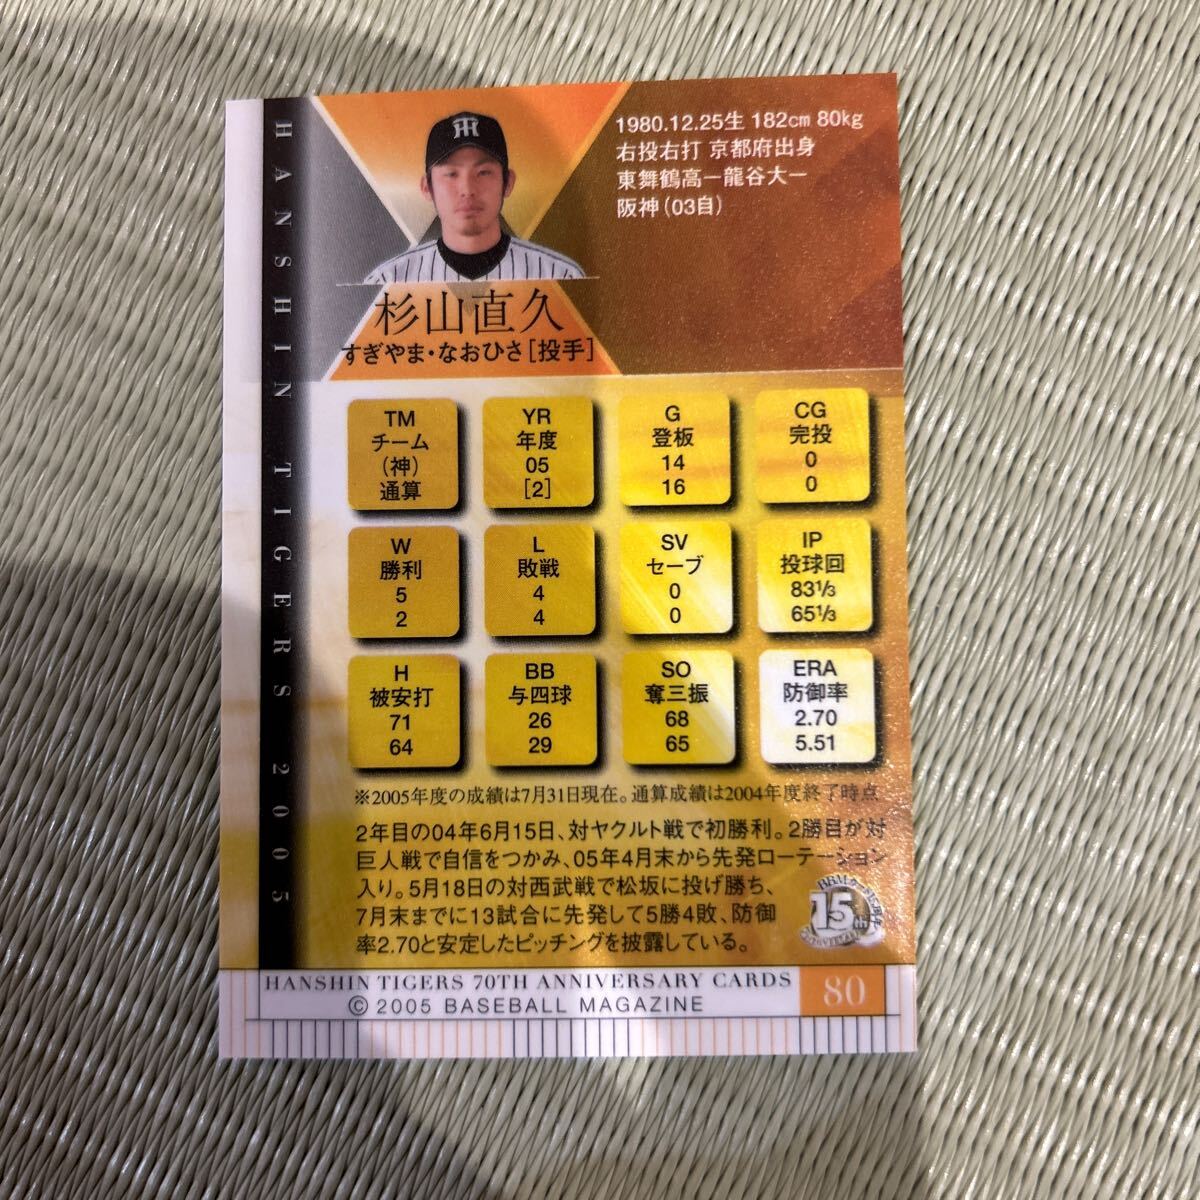 HANSHIN TIGERS 2005
TH
1980.12.25生 182cm 80kg
右投右打 京都府出身
東舞鶴高ー龍谷大ー
阪神(03自)
杉山直久
すぎやま・なおひさ[投手]
TM
チーム
(神)
通算
YR
年度
05
[2]
G
登板
14
16
CG
完投
0
0
W
勝利
5
2
L
敗戦
4
4
SV
セーブ
0
0
IP
投球回
83⅓
65⅓
H
被安打
71
64
BB
与四球
26
29
SO
奪三振
68
65
ERA
防御率
2.70
5.51
※2005年度の成績は7月31日現在。通算成績は2004年度終了時点
2年目の04年6月15日、対ヤクルト戦で初勝利。2勝目が対
巨人戦で自信をつかみ、05年4月末から先発ローテーション
入り。5月18日の対西武戦で松坂に投げ勝ち、
7月末までに13試合に先発して5勝4敗、防御
率2.70と安定したピッチングを披露している。
BBMカード15周年
15th
ANNIVERSARY
HANSHIN TIGERS 70TH ANNIVERSARY CARDS
© 2005 BASEBALL MAGAZINE
80